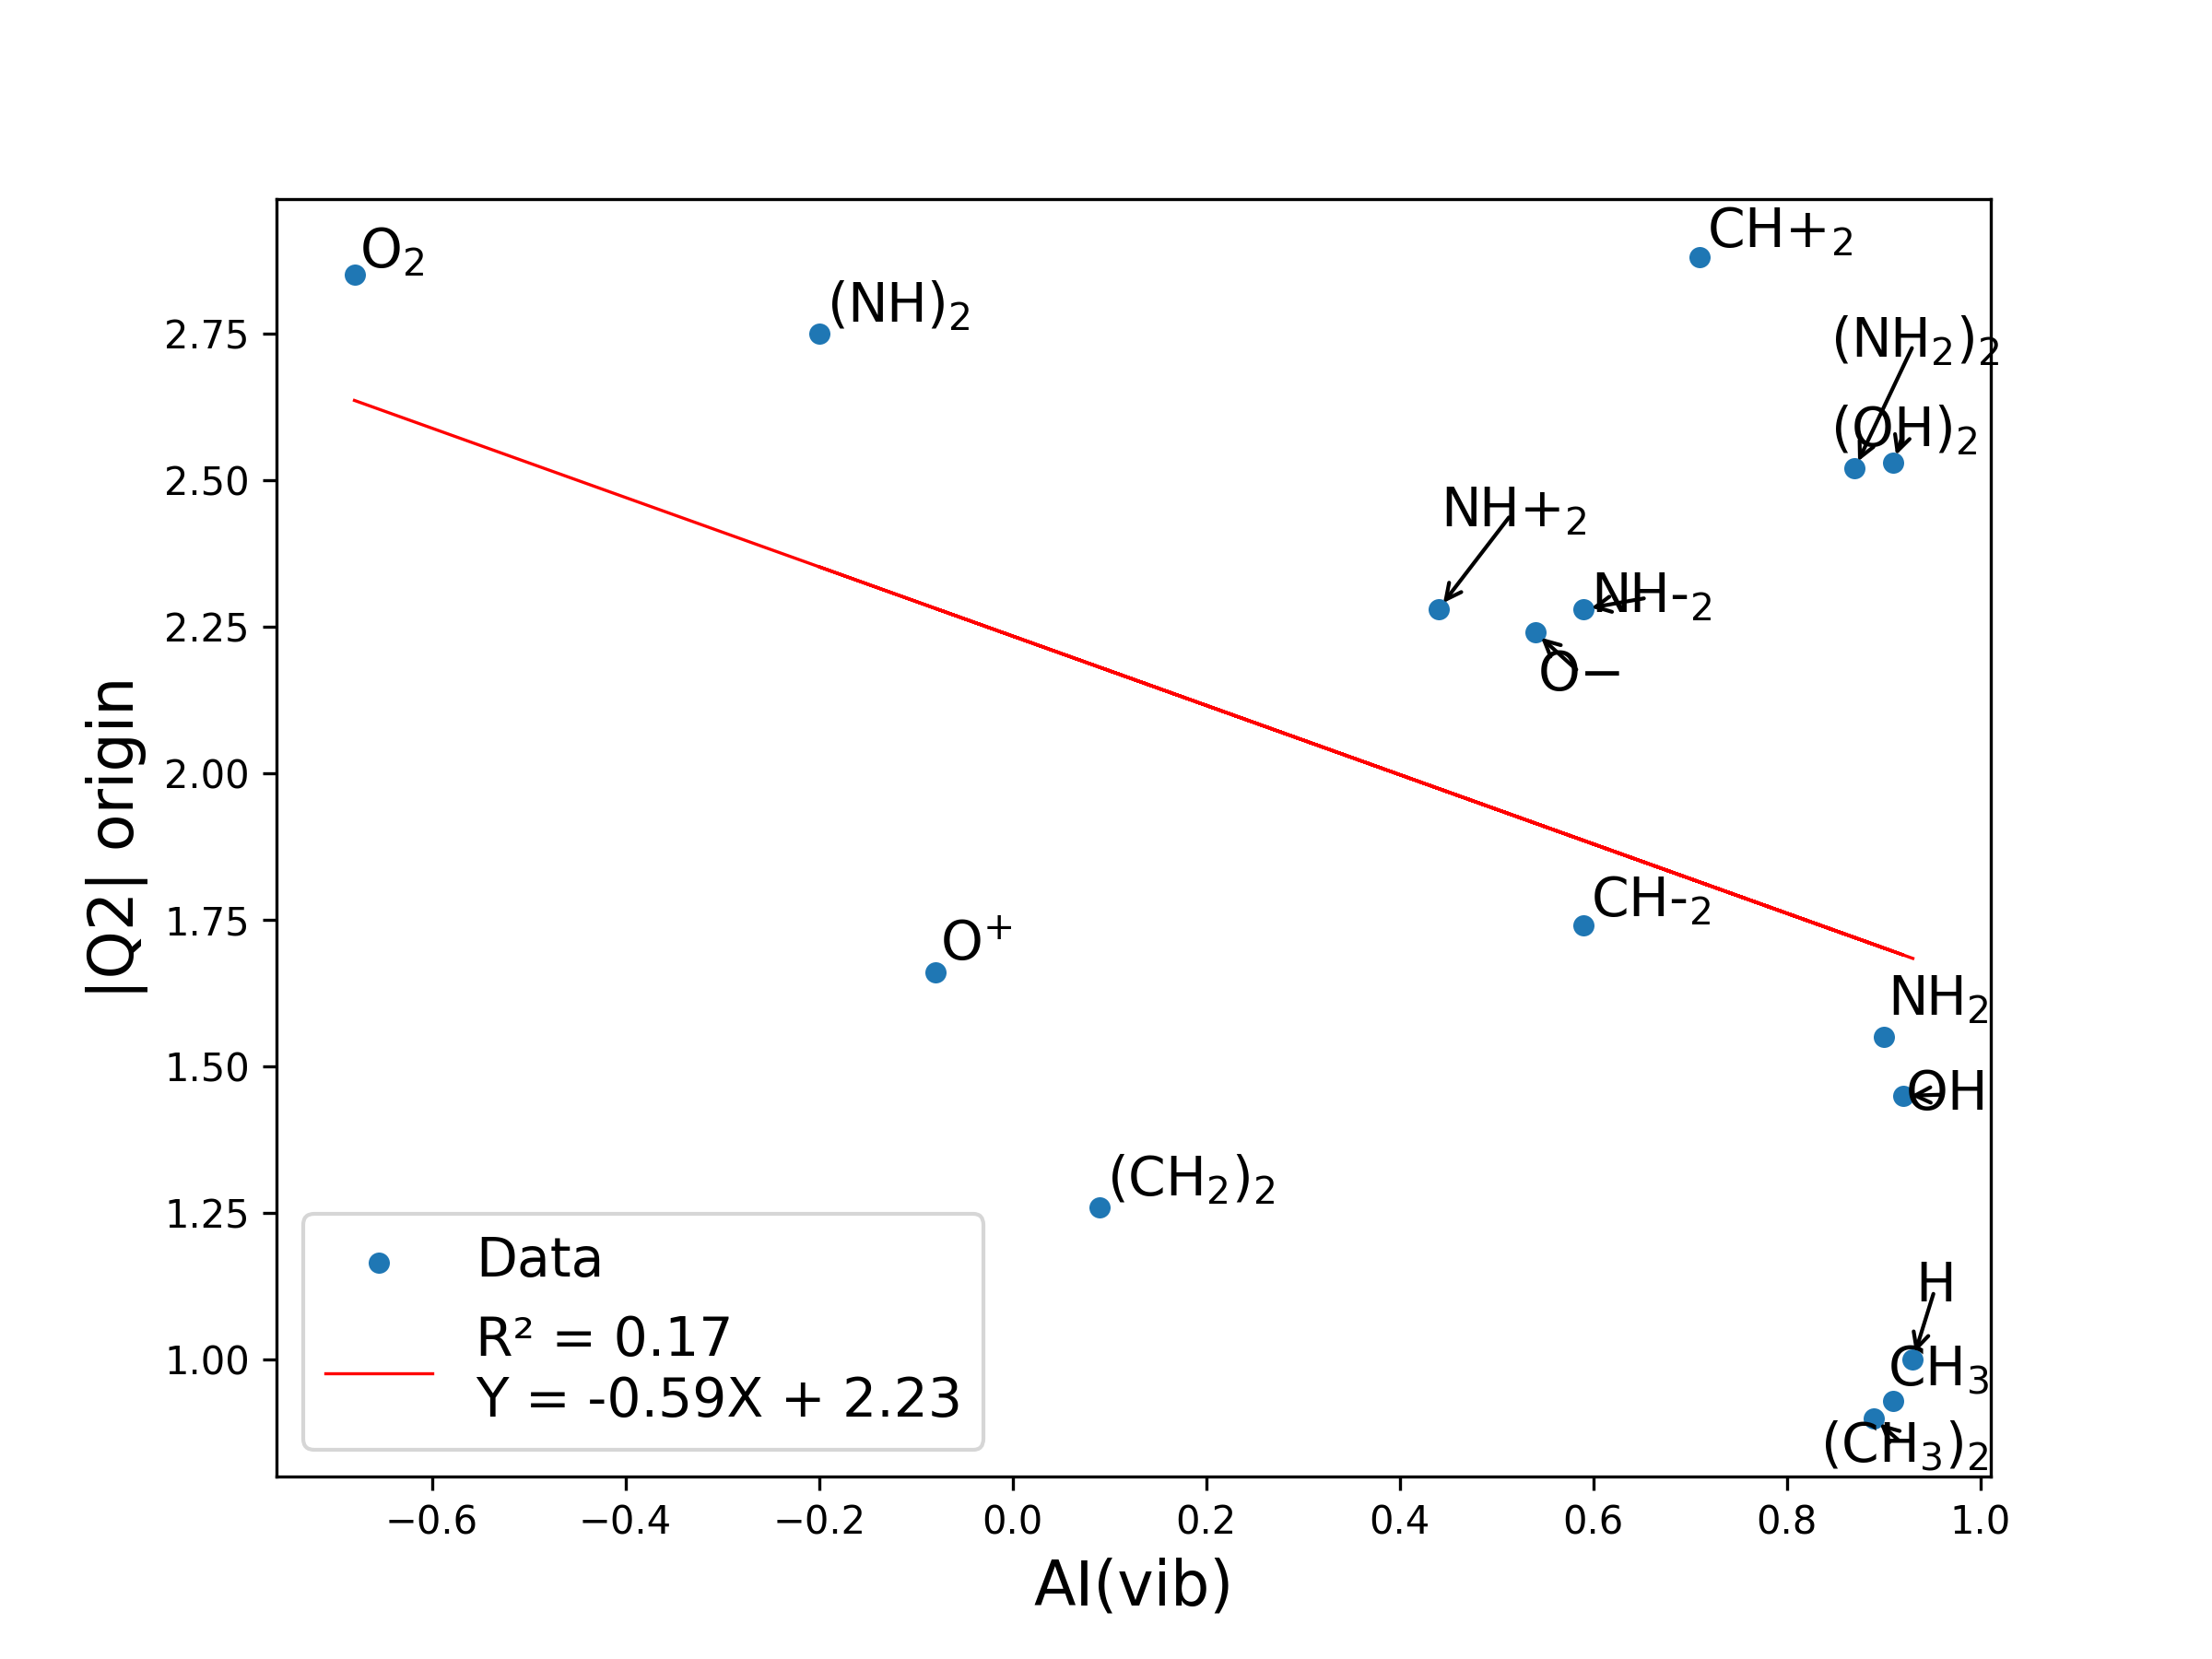 O₂
CH+₂
(NH)₂
(NH₂)₂
(OH)₂
NH+₂
NH-₂
O−
CH-₂
O⁺
NH₂
OH
(CH₂)₂
H
CH₃
(CH₃)₂
|Q2| origin
2.75
2.50
2.25
2.00
1.75
1.50
1.25
1.00
Data
R² = 0.17
Y = -0.59X + 2.23
−0.6 −0.4 −0.2 0.0 0.2 0.4 0.6 0.8 1.0
AI(vib)